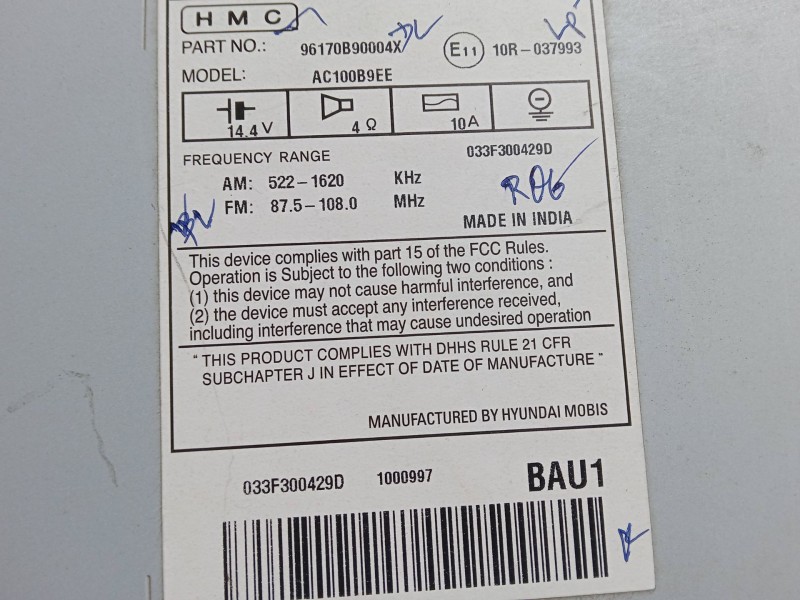 HMC
PART NO.: 96170B90004X E11 10R-037993
MODEL: AC100B9EE
14.4V 4Ω 10A
FREQUENCY RANGE 033F300429D
AM: 522-1620 KHz
FM: 87.5-108.0 MHz
R06
MADE IN INDIA
This device complies with part 15 of the FCC Rules.
Operation is Subject to the following two conditions :
(1) this device may not cause harmful interference, and
(2) the device must accept any interference received,
including interference that may cause undesired operation
" THIS PRODUCT COMPLIES WITH DHHS RULE 21 CFR
SUBCHAPTER J IN EFFECT OF DATE OF MANUFACTURE "
MANUFACTURED BY HYUNDAI MOBIS
033F300429D 1000997 BAU1